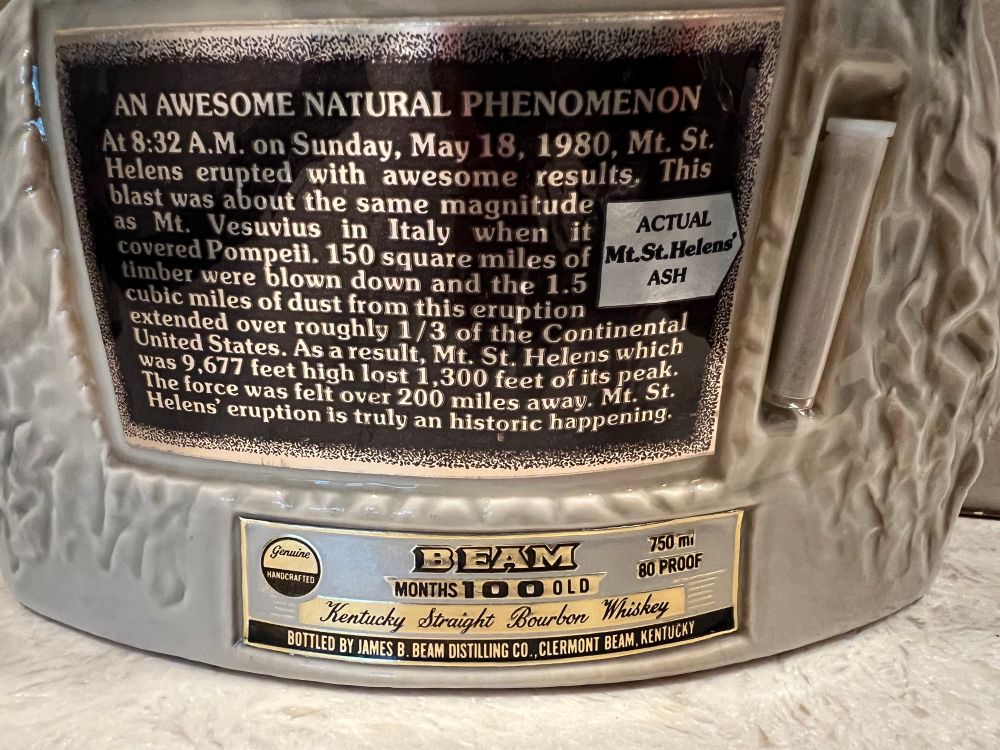 AN AWESOME NATURAL PHENOMENON
At 8:32 A.M. on Sunday, May 18, 1980, Mt. St.
Helens erupted with awesome results. This
blast was about the same magnitude
as Mt. Vesuvius in Italy when it
covered Pompeii. 150 square miles of
timber were blown down and the 1.5
cubic miles of dust from this eruption
extended over roughly 1/3 of the Continental
United States. As a result, Mt. St. Helens which
was 9,677 feet high lost 1,300 feet of its peak.
The force was felt over 200 miles away. Mt. St.
Helens' eruption is truly an historic happening.
ACTUAL
Mt.St.Helens'
ASH
Genuine
HANDCRAFTED
BEAM
MONTHS 100 OLD
Kentucky Straight Bourbon Whiskey
750 ml
80 PROOF
BOTTLED BY JAMES B. BEAM DISTILLING CO., CLERMONT BEAM, KENTUCKY